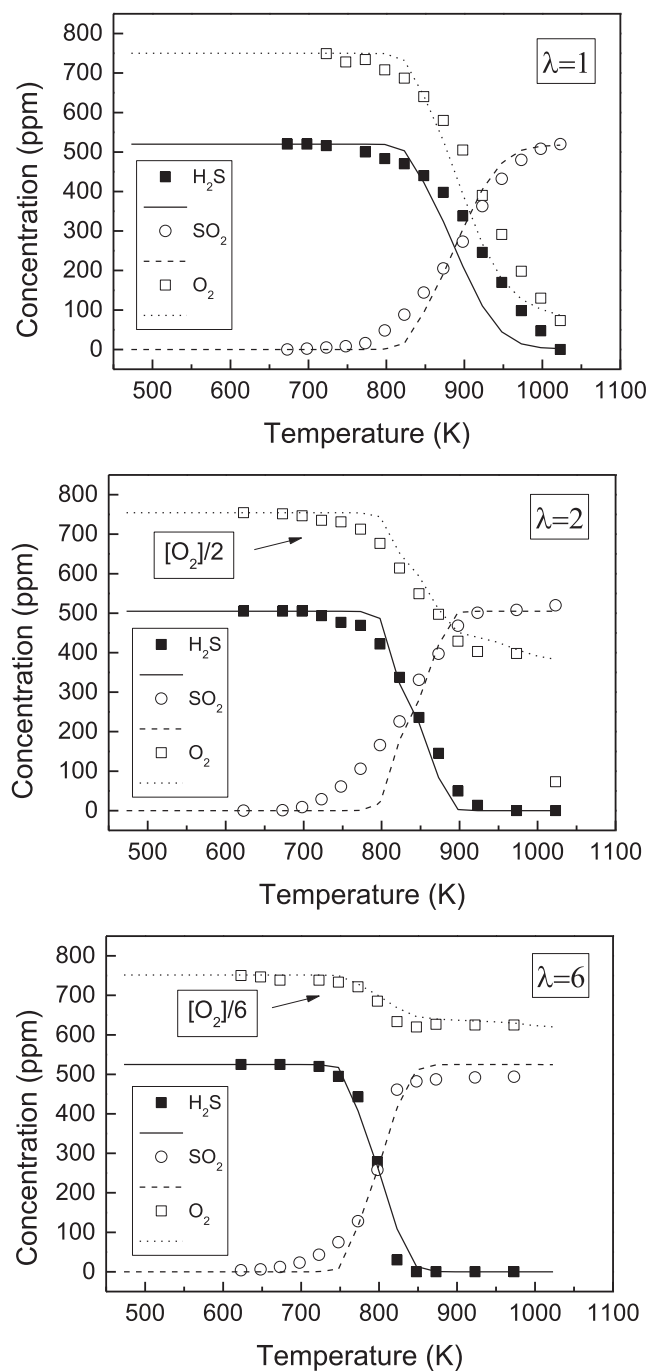 800
700
600
500
400
300
200
100
0
Concentration (ppm)
λ=1
H₂S
SO₂
O₂
500 600 700 800 900 1000 1100
Temperature (K)
800
700
600
500
400
300
200
100
0
Concentration (ppm)
λ=2
[O₂]/2
H₂S
SO₂
O₂
500 600 700 800 900 1000 1100
Temperature (K)
800
700
600
500
400
300
200
100
0
Concentration (ppm)
λ=6
[O₂]/6
H₂S
SO₂
O₂
500 600 700 800 900 1000 1100
Temperature (K)